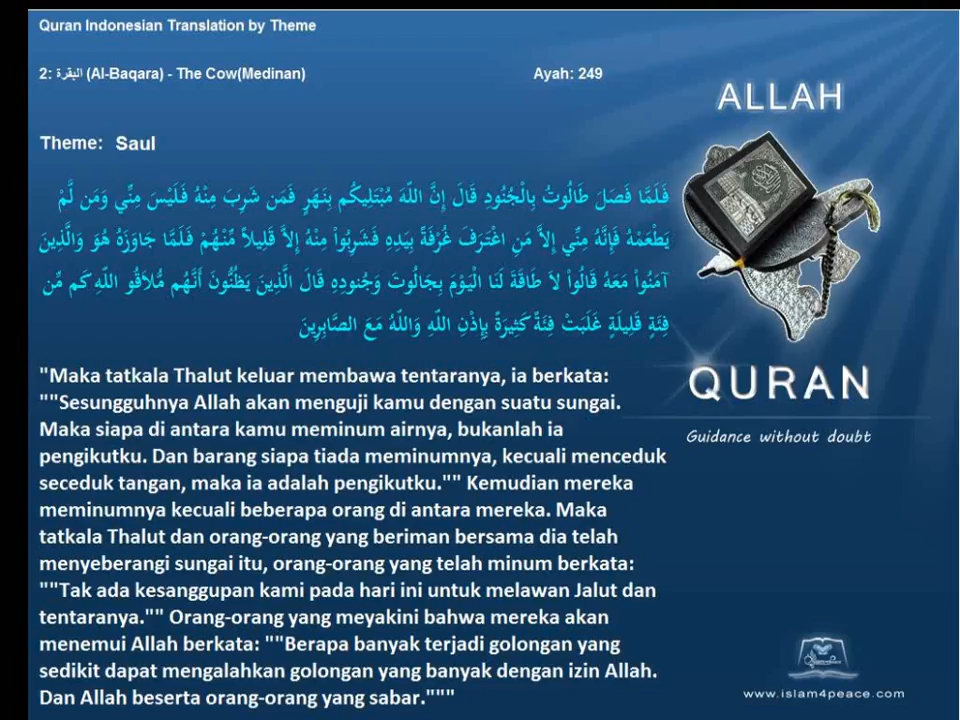 Quran Indonesian Translation by Theme
2: البقرة (Al-Baqara) - The Cow(Medinan) Ayah: 249
Theme: Saul
فَلَمَّا فَصَلَ طَالُوتُ بِالْجُنُودِ قَالَ إِنَّ اللّهَ مُبْتَلِيكُم بِنَهَرٍ فَمَن شَرِبَ مِنْهُ فَلَيْسَ مِنِّي وَمَن لَّمْ
يَطْعَمْهُ فَإِنَّهُ مِنِّي إِلاَّ مَنِ اغْتَرَفَ غُرْفَةً بِيَدِهِ فَشَرِبُواْ مِنْهُ إِلاَّ قَلِيلاً مِّنْهُمْ فَلَمَّا جَاوَزَهُ هُوَ وَالَّذِينَ
آمَنُواْ مَعَهُ قَالُواْ لاَ طَاقَةَ لَنَا الْيَوْمَ بِجَالُوتَ وَجُنودِهِ قَالَ الَّذِينَ يَظُنُّونَ أَنَّهُم مُّلاَقُو اللّهِ كَم مِّن
فِئَةٍ قَلِيلَةٍ غَلَبَتْ فِئَةً كَثِيرَةً بِإِذْنِ اللّهِ وَاللّهُ مَعَ الصَّابِرِينَ
"Maka tatkala Thalut keluar membawa tentaranya, ia berkata:
""Sesungguhnya Allah akan menguji kamu dengan suatu sungai.
Maka siapa di antara kamu meminum airnya, bukanlah ia
pengikutku. Dan barang siapa tiada meminumnya, kecuali menceduk
seceduk tangan, maka ia adalah pengikutku."" Kemudian mereka
meminumnya kecuali beberapa orang di antara mereka. Maka
tatkala Thalut dan orang-orang yang beriman bersama dia telah
menyeberangi sungai itu, orang-orang yang telah minum berkata:
""Tak ada kesanggupan kami pada hari ini untuk melawan Jalut dan
tentaranya."" Orang-orang yang meyakini bahwa mereka akan
menemui Allah berkata: ""Berapa banyak terjadi golongan yang
sedikit dapat mengalahkan golongan yang banyak dengan izin Allah.
Dan Allah beserta orang-orang yang sabar."""
ALLAH
QURAN
Guidance without doubt
www.islam4peace.com